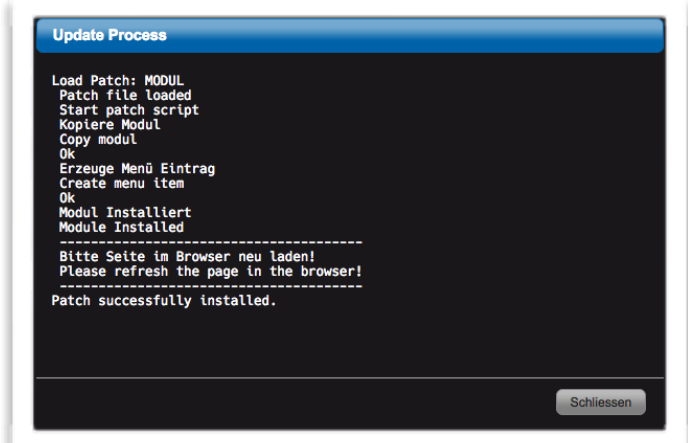 Update Process
Load Patch: MODUL
Patch file loaded
Start patch script
Kopiere Modul
Copy modul
Ok
Erzeuge Menü Eintrag
Create menu item
Ok
Modul Installiert
Module Installed
---------------------------------------
Bitte Seite im Browser neu laden!
Please refresh the page in the browser!
---------------------------------------
Patch successfully installed.
Schliessen